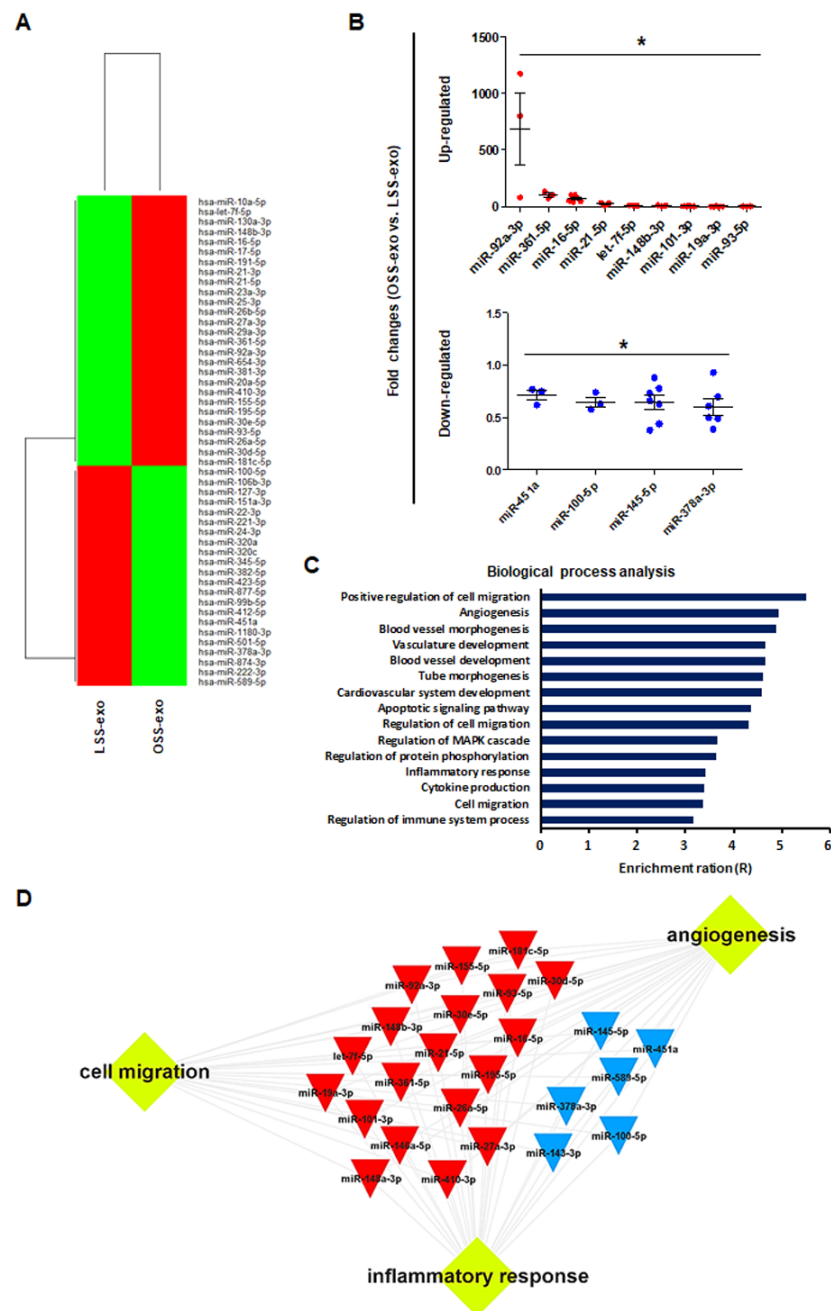 A
hsa-miR-10a-5p
hsa-let-7f-5p
hsa-miR-130a-3p
hsa-miR-148b-3p
hsa-miR-16-5p
hsa-miR-17-5p
hsa-miR-191-5p
hsa-miR-21-3p
hsa-miR-21-5p
hsa-miR-23a-3p
hsa-miR-25-3p
hsa-miR-26b-5p
hsa-miR-27a-3p
hsa-miR-29a-3p
hsa-miR-361-5p
hsa-miR-92a-3p
hsa-miR-654-3p
hsa-miR-381-3p
hsa-miR-20a-5p
hsa-miR-410-3p
hsa-miR-155-5p
hsa-miR-195-5p
hsa-miR-30e-5p
hsa-miR-93-5p
hsa-miR-26a-5p
hsa-miR-30d-5p
hsa-miR-181c-5p
hsa-miR-100-5p
hsa-miR-106b-3p
hsa-miR-127-3p
hsa-miR-151a-3p
hsa-miR-22-3p
hsa-miR-221-3p
hsa-miR-24-3p
hsa-miR-320a
hsa-miR-320c
hsa-miR-345-5p
hsa-miR-382-5p
hsa-miR-423-5p
hsa-miR-877-5p
hsa-miR-99b-5p
hsa-miR-412-5p
hsa-miR-451a
hsa-miR-1180-3p
hsa-miR-501-5p
hsa-miR-378a-3p
hsa-miR-874-3p
hsa-miR-222-3p
hsa-miR-589-5p
LSS-exo
OSS-exo
B
Fold changes (OSS-exo vs. LSS-exo)
Up-regulated
1500
1000
500
0
*
miR-92a-3p
miR-361-5p
miR-16-5p
miR-21-5p
let-7f-5p
miR-148b-3p
miR-101-3p
miR-19a-3p
miR-93-5p
Down-regulated
1.5
1.0
0.5
0.0
*
miR-451a
miR-100-5p
miR-145-5p
miR-378a-3p
C
Biological process analysis
Positive regulation of cell migration
Angiogenesis
Blood vessel morphogenesis
Vasculature development
Blood vessel development
Tube morphogenesis
Cardiovascular system development
Apoptotic signaling pathway
Regulation of cell migration
Regulation of MAPK cascade
Regulation of protein phosphorylation
Inflammatory response
Cytokine production
Cell migration
Regulation of immune system process
0 1 2 3 4 5 6
Enrichment ration (R)
D
angiogenesis
cell migration
inflammatory response
miR-181c-5p
miR-155-5p
miR-92a-3p
miR-30d-5p
miR-93-5p
miR-30e-5p
miR-148b-3p
miR-16-5p
miR-145-5p
miR-451a
let-7f-5p
miR-21-5p
miR-195-5p
miR-361-5p
miR-589-5p
miR-19a-3p
miR-26a-5p
miR-378a-3p
miR-101-3p
miR-100-5p
miR-146a-5p
miR-27a-3p
miR-143-3p
miR-410-3p